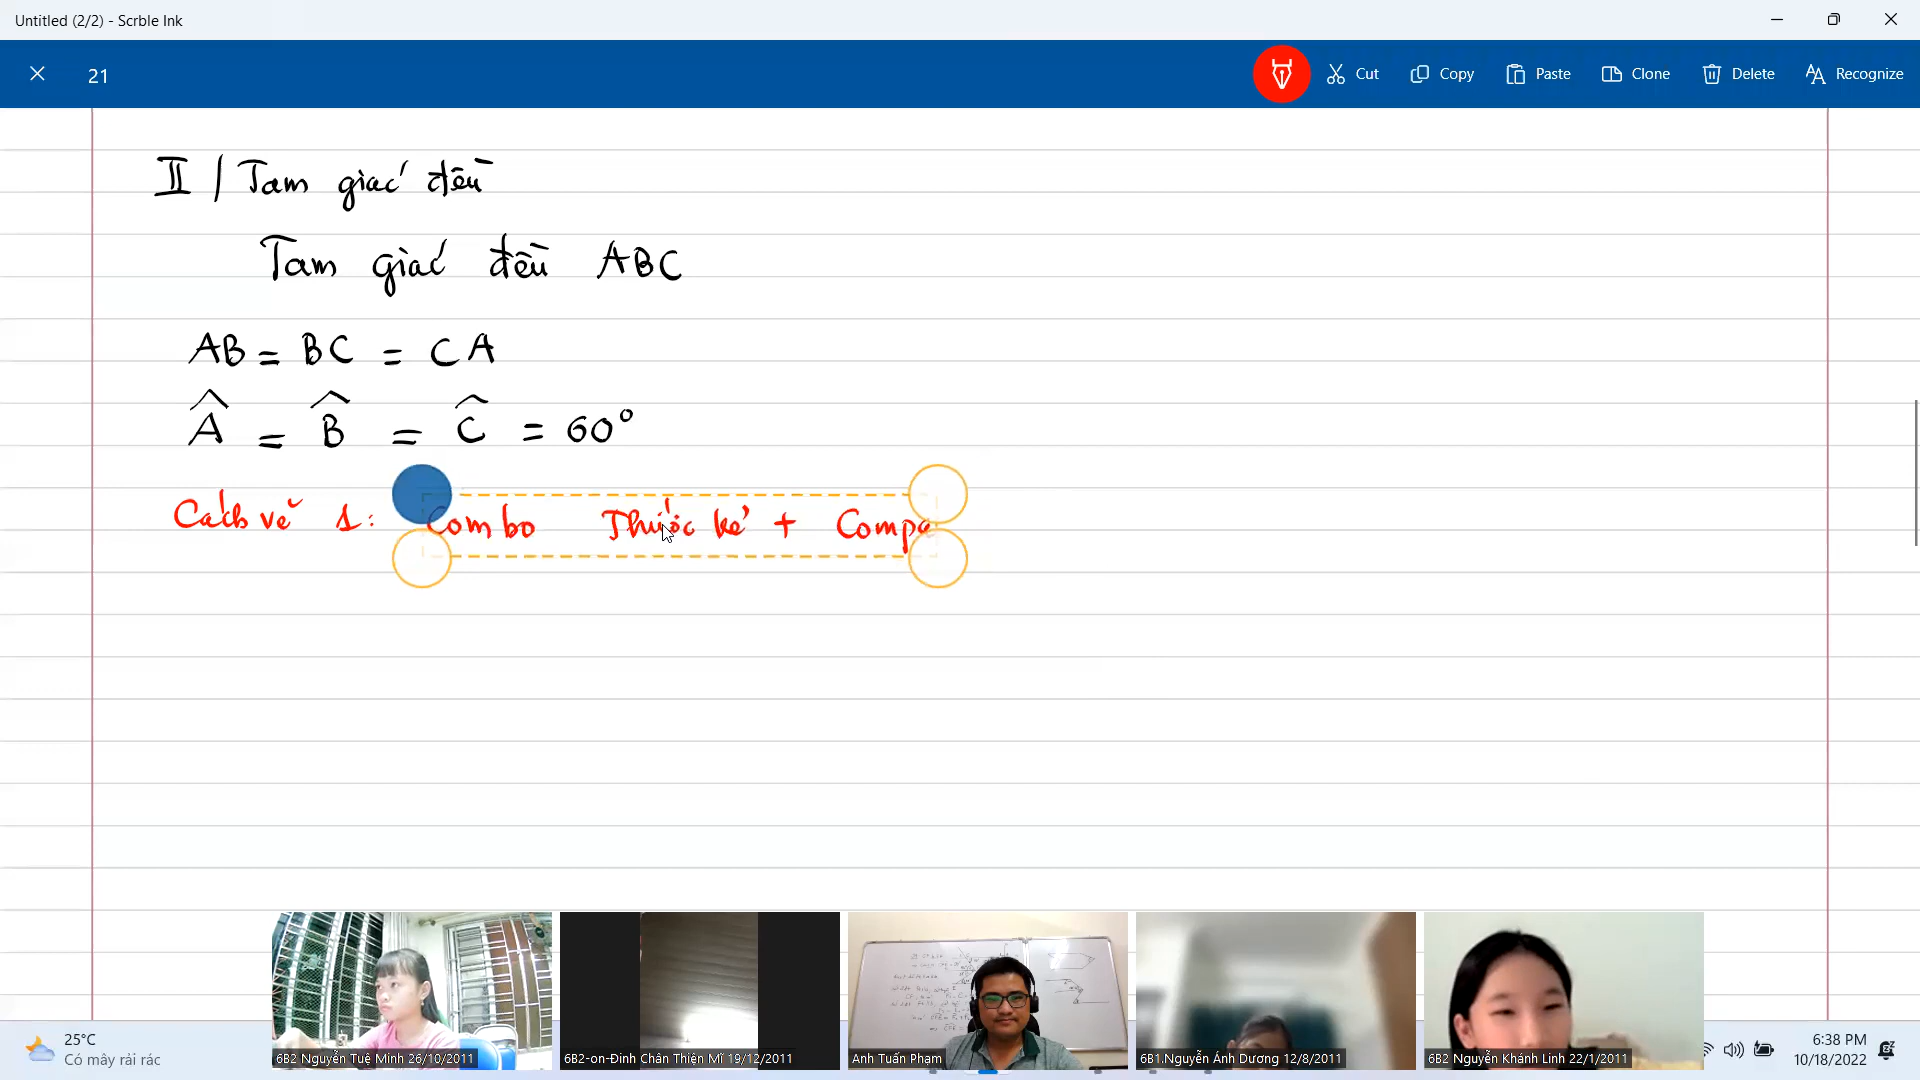 Untitled (2/2) - Scrble Ink
21
Cut
Copy
Paste
Clone
Delete
Recognize
II / Tam giác đều
Tam giác đều ABC
AB = BC = CA
Â = B̂ = Ĉ = 60°
Cách vẽ 1: Combo Thước kẻ + Compa
6B2 Nguyễn Tuệ Minh 26/10/2011
6B2-on-Đinh Chân Thiện Mĩ 19/12/2011
Anh Tuấn Phạm
6B1.Nguyễn Ánh Dương 12/8/2011
6B2 Nguyễn Khánh Linh 22/1/2011
25°C
Có mây rải rác
6:38 PM
10/18/2022